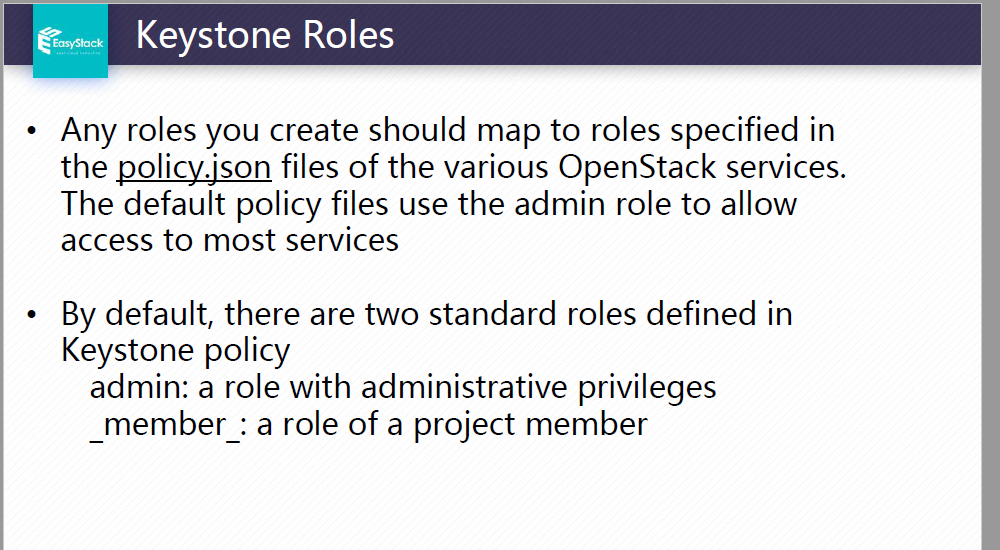 EasyStack
Keystone Roles
• Any roles you create should map to roles specified in
the policy.json files of the various OpenStack services.
The default policy files use the admin role to allow
access to most services
• By default, there are two standard roles defined in
Keystone policy
admin: a role with administrative privileges
_member_: a role of a project member